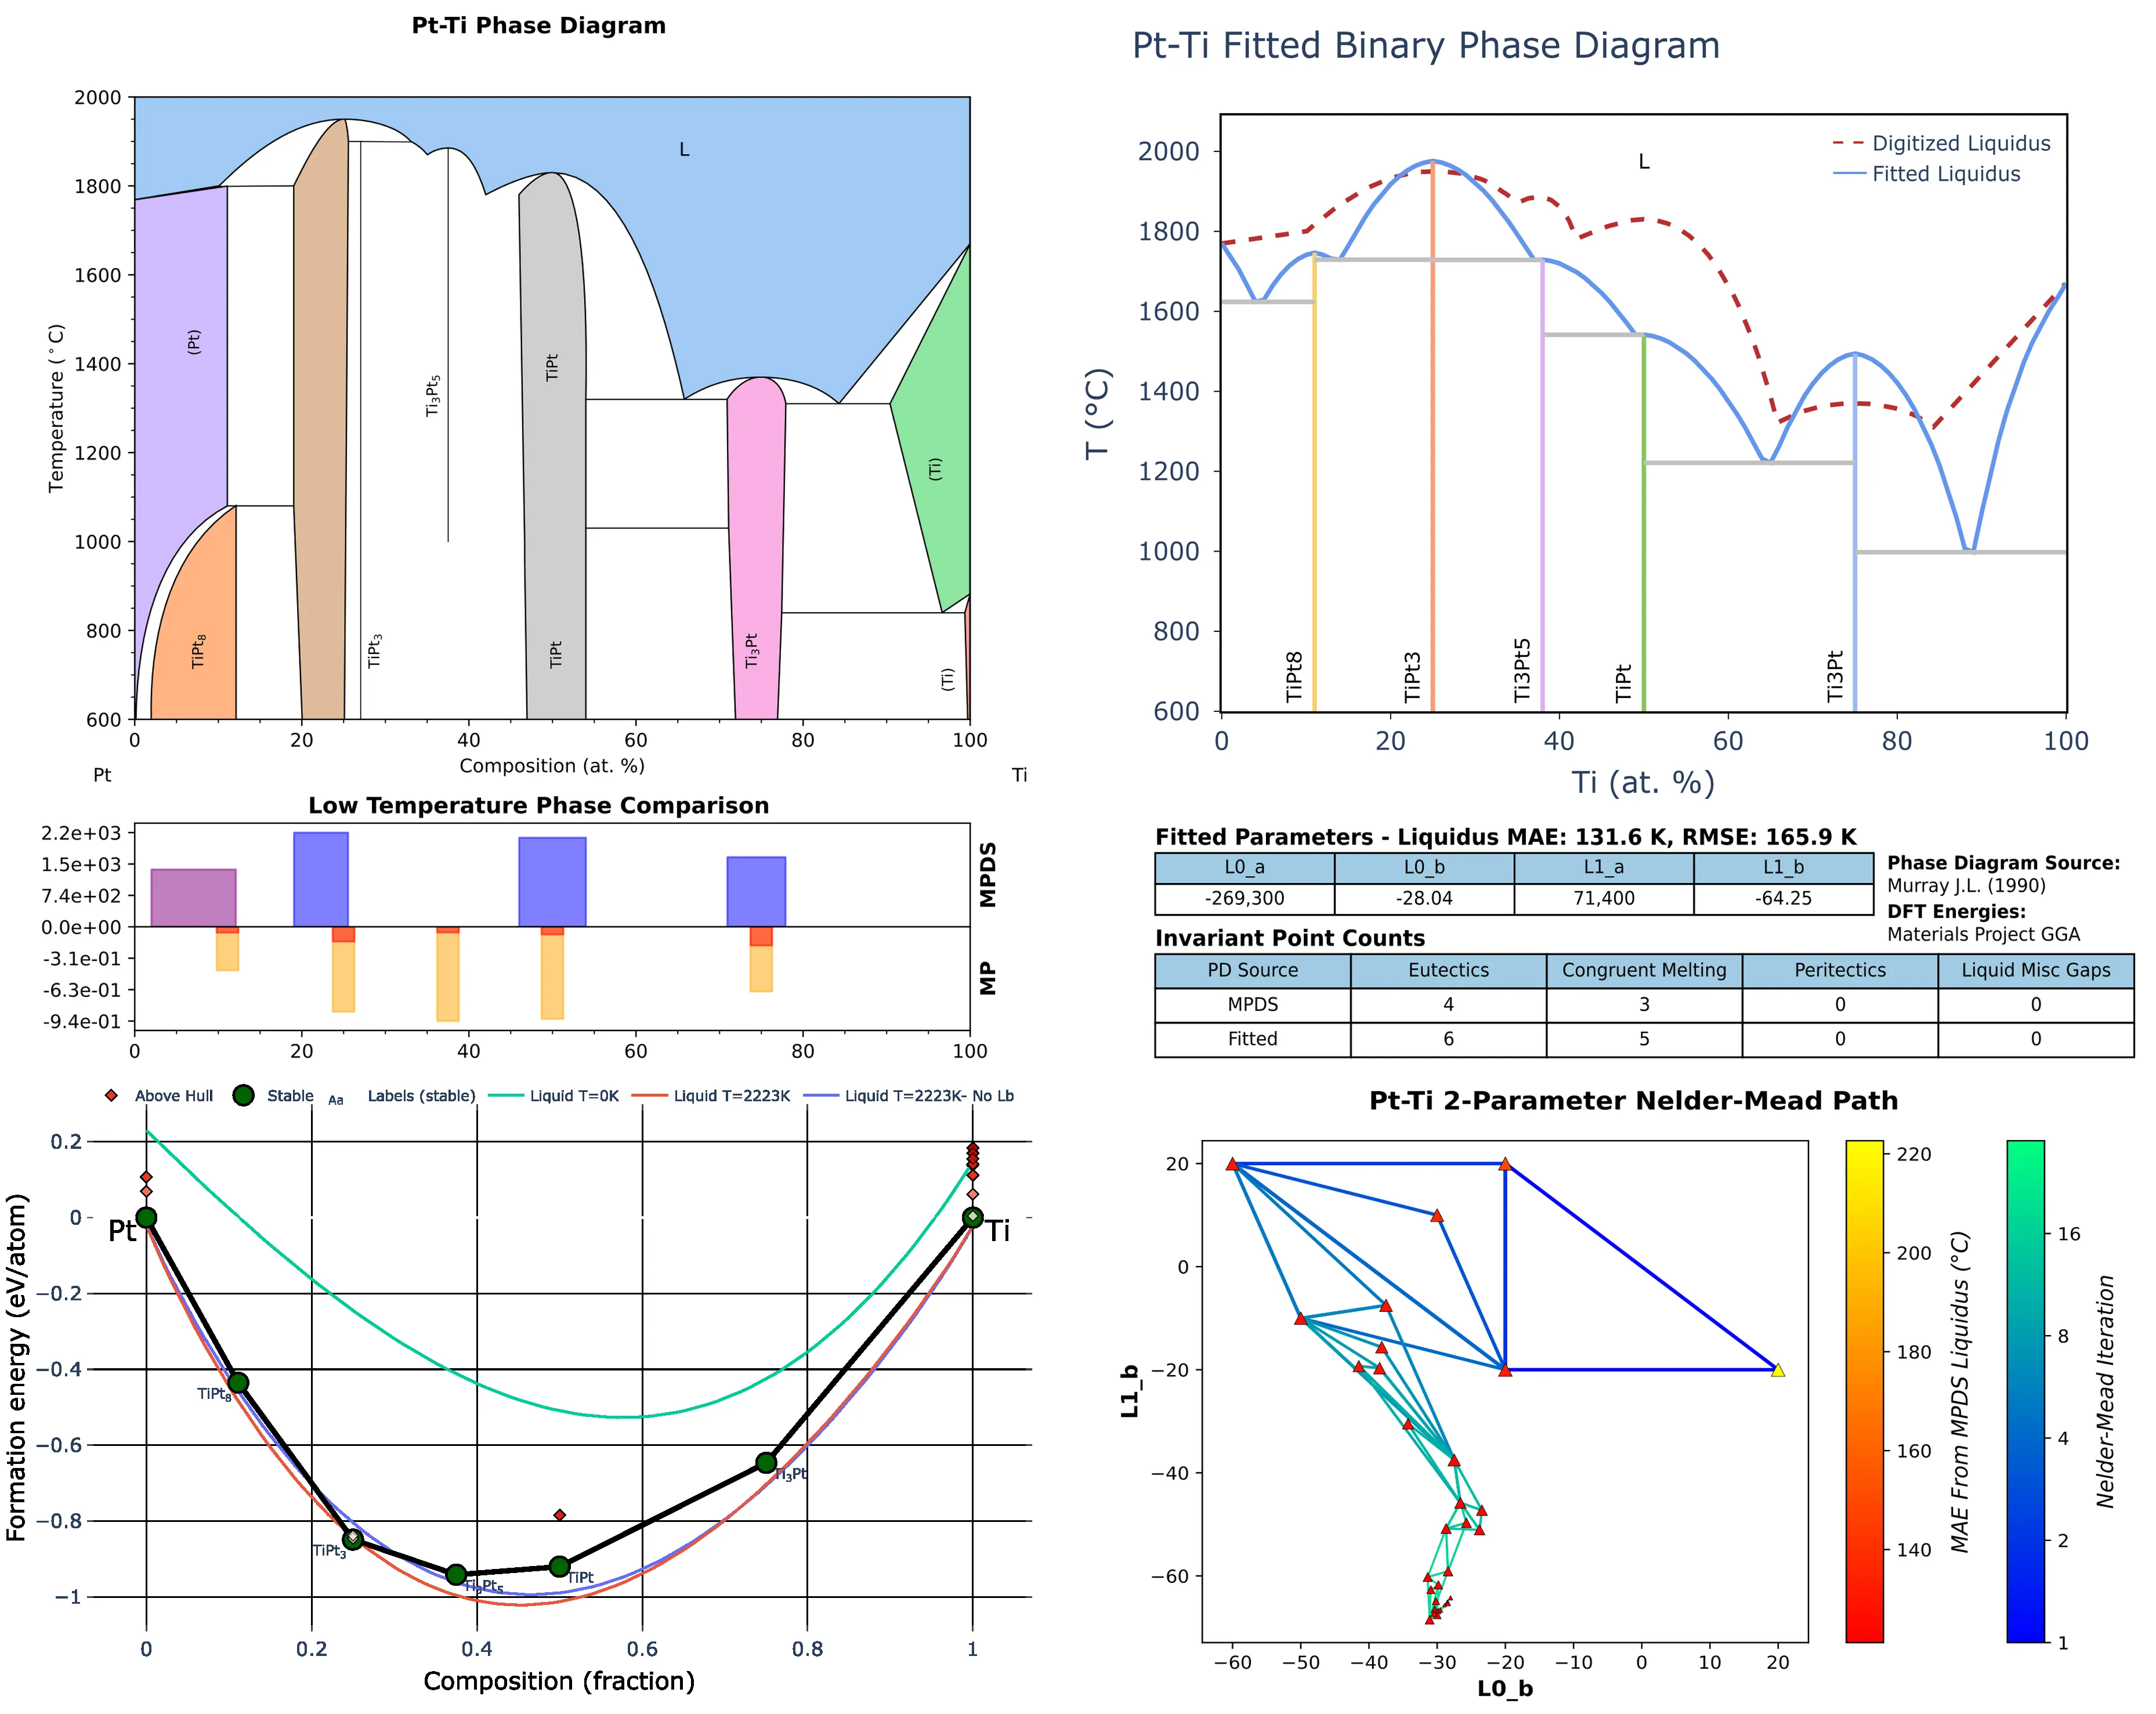 Pt-Ti Phase Diagram
2000
1800
1600
1400
1200
1000
800
600
Temperature (°C)
L
(Pt)
TiPt₈
TiPt₃
Ti₃Pt₅
TiPt
TiPt
Ti₃Pt
(Ti)
(Ti)
0 20 40 60 80 100
Composition (at. %)
Pt
Ti
Pt-Ti Fitted Binary Phase Diagram
2000
1800
1600
1400
1200
1000
800
600
T (°C)
L
Digitized Liquidus
Fitted Liquidus
TiPt8
TiPt3
Ti3Pt5
TiPt
Ti3Pt
0 20 40 60 80 100
Ti (at. %)
Low Temperature Phase Comparison
2.2e+03
1.5e+03
7.4e+02
0.0e+00
-3.1e-01
-6.3e-01
-9.4e-01
MPDS
MP
0 20 40 60 80 100
Fitted Parameters - Liquidus MAE: 131.6 K, RMSE: 165.9 K
L0_a L0_b L1_a L1_b
-269,300 -28.04 71,400 -64.25
Phase Diagram Source:
Murray J.L. (1990)
DFT Energies:
Materials Project GGA
Invariant Point Counts
PD Source Eutectics Congruent Melting Peritectics Liquid Misc Gaps
MPDS 4 3 0 0
Fitted 6 5 0 0
Above Hull Stable Aa Labels (stable) Liquid T=0K Liquid T=2223K Liquid T=2223K- No Lb
0.2
0
−0.2
−0.4
−0.6
−0.8
−1
Formation energy (eV/atom)
Pt
Ti
TiPt₈
TiPt₃
Ti₃Pt₅
TiPt
Ti₃Pt
0 0.2 0.4 0.6 0.8 1
Composition (fraction)
Pt-Ti 2-Parameter Nelder-Mead Path
20
0
−20
−40
−60
L1_b
−60 −50 −40 −30 −20 −10 0 10 20
L0_b
220
200
180
160
140
MAE From MPDS Liquidus (°C)
16
8
4
2
1
Nelder-Mead Iteration